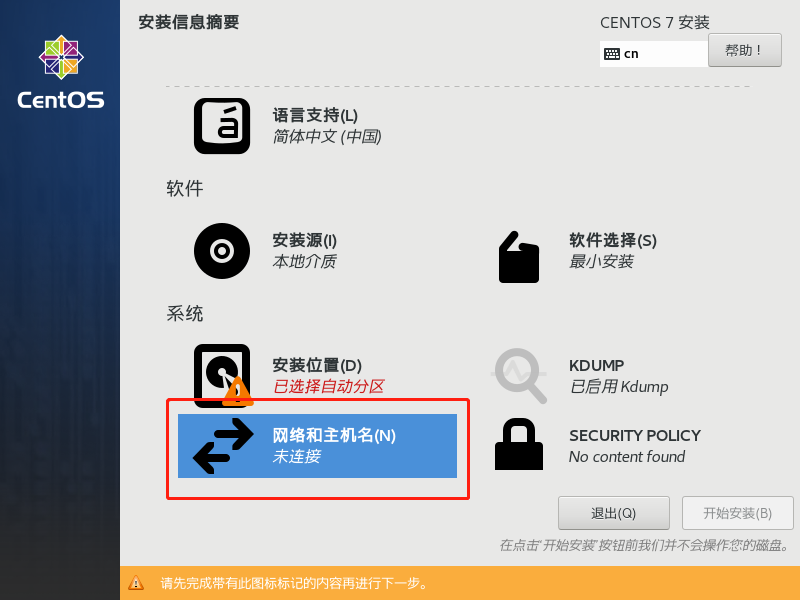 安装信息摘要
CENTOS 7 安装
cn
帮助！
CentOS
á
语言支持(L)
简体中文 (中国)
软件
安装源(I)
本地介质
软件选择(S)
最小安装
系统
安装位置(D)
已选择自动分区
KDUMP
已启用 Kdump
网络和主机名(N)
未连接
SECURITY POLICY
No content found
退出(Q)
开始安装(B)
在点击‘开始安装’按钮前我们并不会操作您的磁盘。
请先完成带有此图标标记的内容再进行下一步。